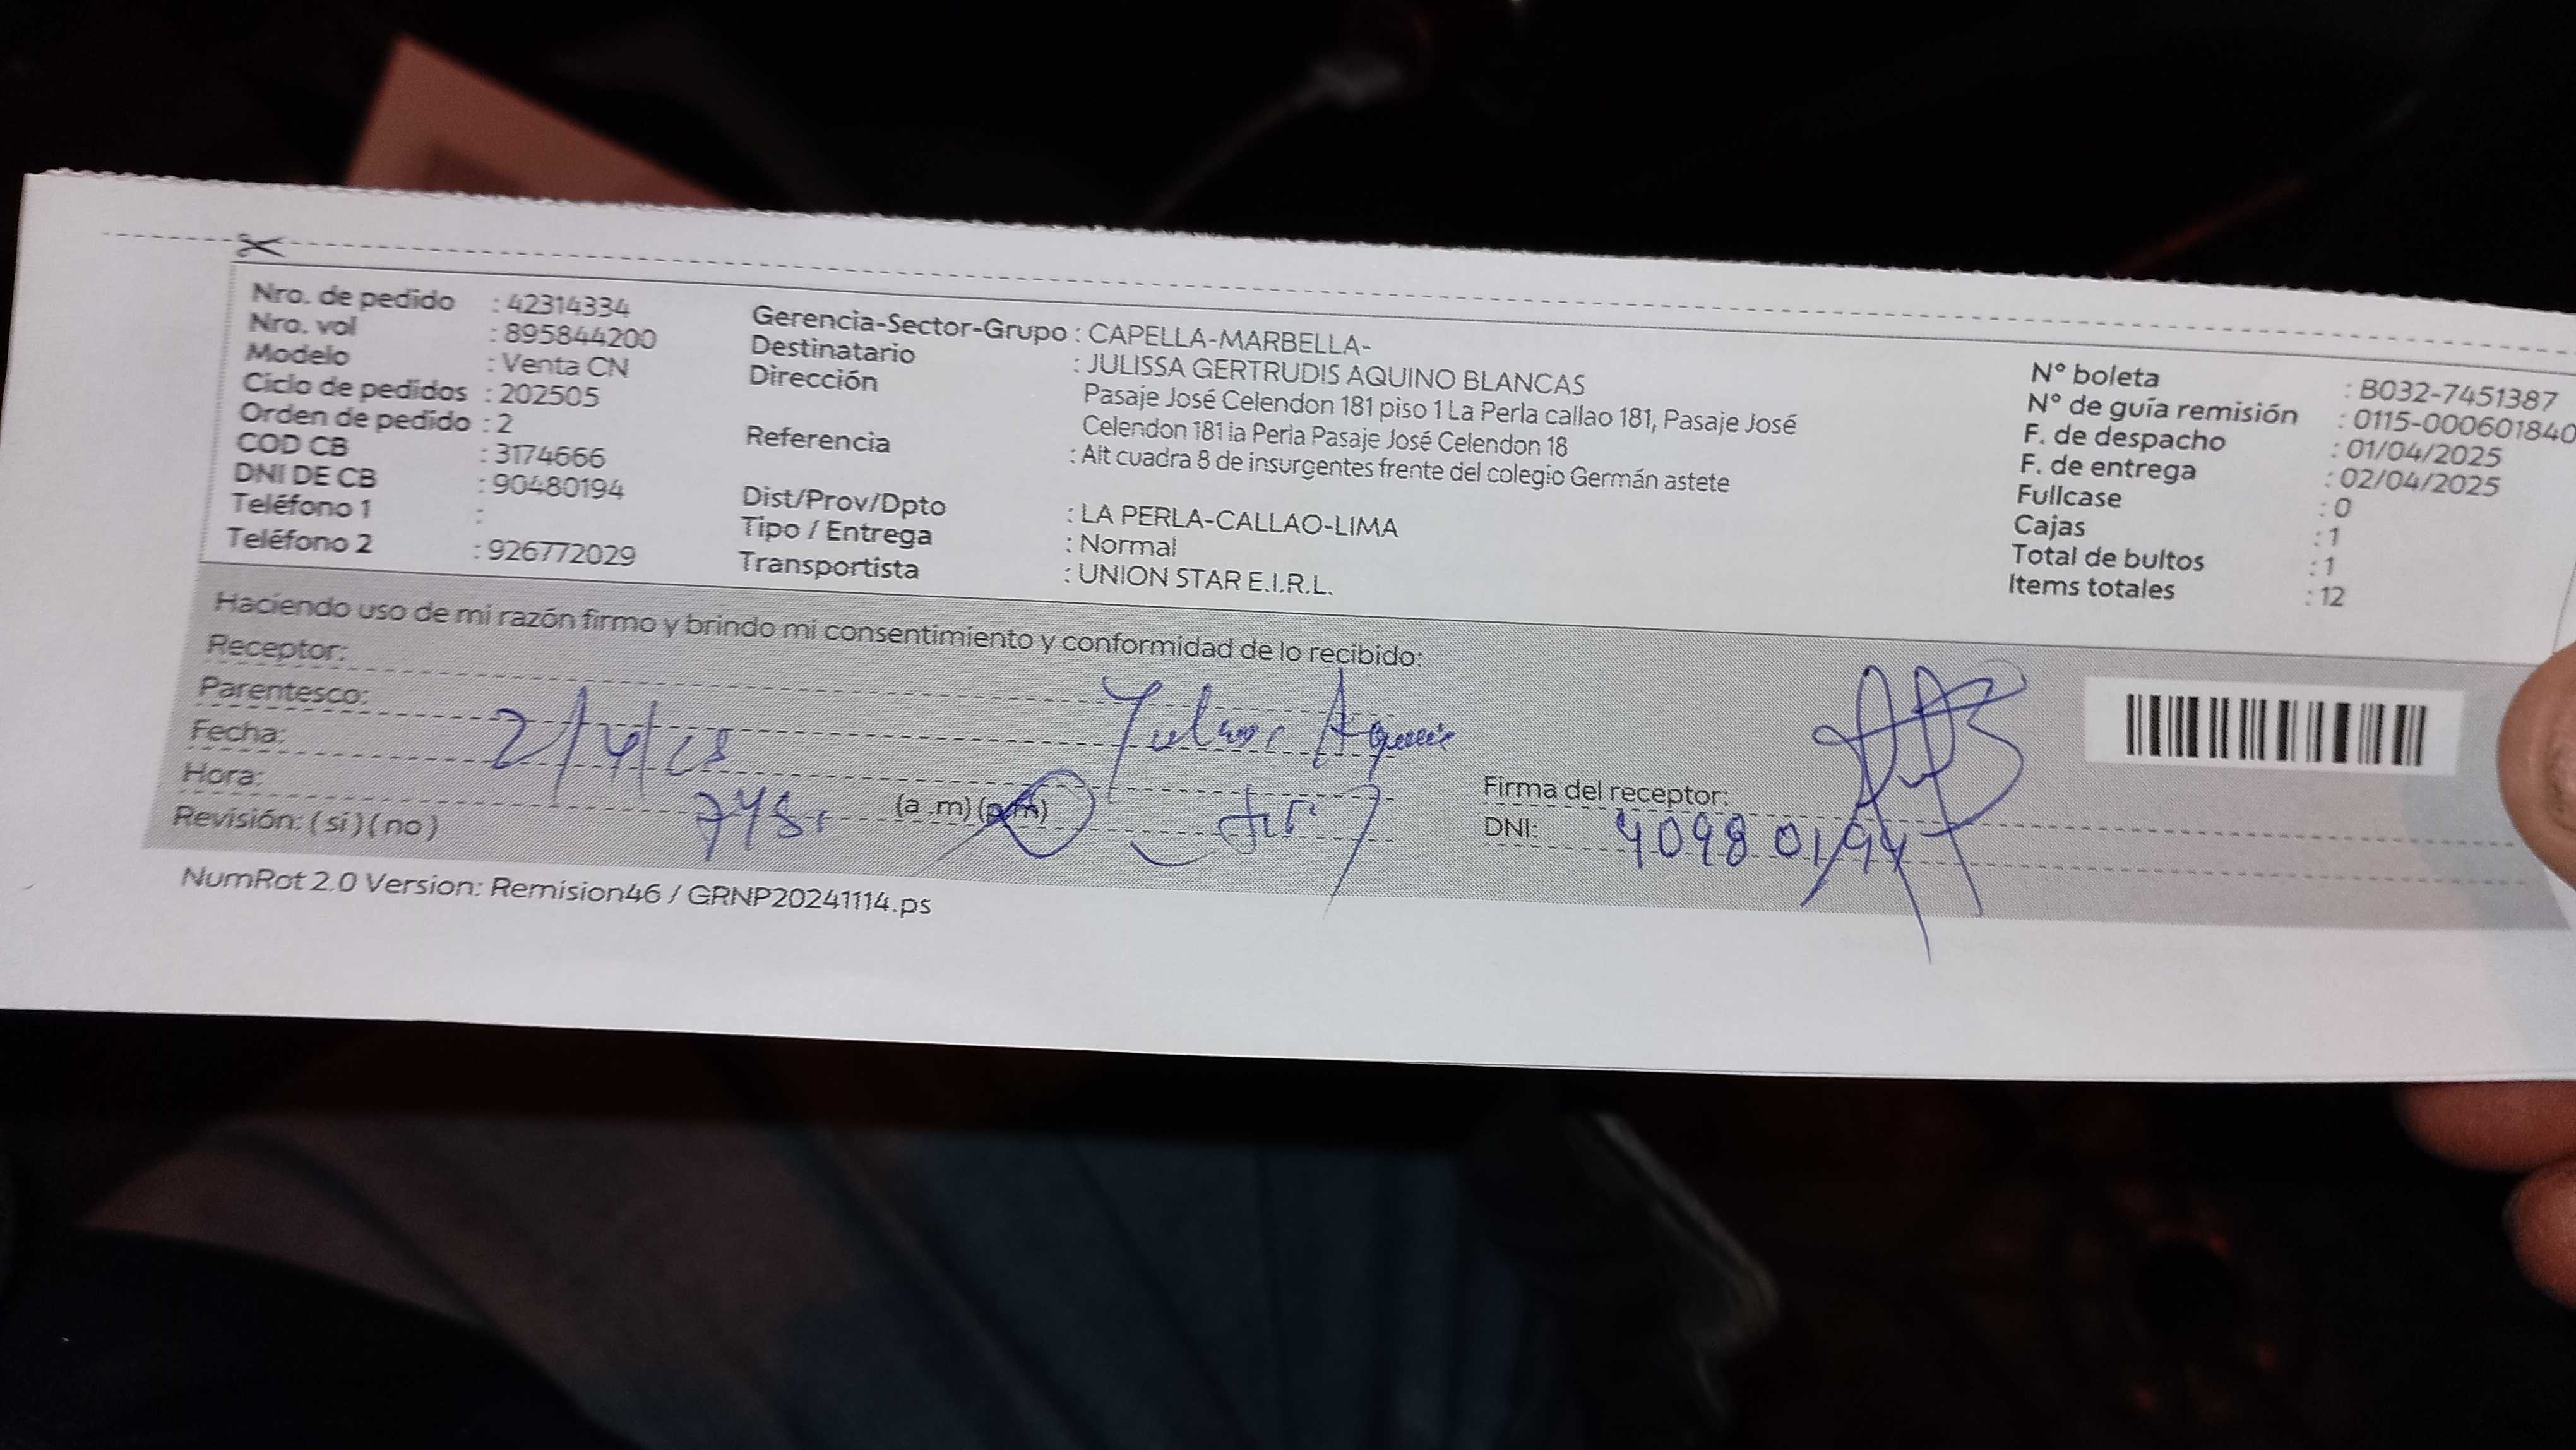 Nro. de pedido : 42314334
Nro. vol : 895844200
Modelo : Venta CN
Ciclo de pedidos : 202505
Orden de pedido : 2
COD CB : 3174666
DNI DE CB : 90480194
Teléfono 1 :
Teléfono 2 : 926772029
Gerencia-Sector-Grupo : CAPELLA-MARBELLA-
Destinatario : JULISSA GERTRUDIS AQUINO BLANCAS
Dirección Pasaje José Celendon 181 piso 1 La Perla callao 181, Pasaje José
Celendon 181 la Perla Pasaje José Celendon 18
Referencia : Alt cuadra 8 de insurgentes frente del colegio Germán astete
Dist/Prov/Dpto : LA PERLA-CALLAO-LIMA
Tipo / Entrega : Normal
Transportista : UNION STAR E.I.R.L.
N° boleta : B032-7451387
N° de guía remisión : 0115-000601840
F. de despacho : 01/04/2025
F. de entrega : 02/04/2025
Fullcase : 0
Cajas : 1
Total de bultos : 1
Items totales : 12
Haciendo uso de mi razón firmo y brindo mi consentimiento y conformidad de lo recibido:
Receptor:
Parentesco:
Fecha: 2/4/25
Hora: (a .m) (p.m)
Revisión: ( si ) ( no )
Firma del receptor:
DNI: 40980194
NumRot 2.0 Version: Remision46 / GRNP20241114.ps